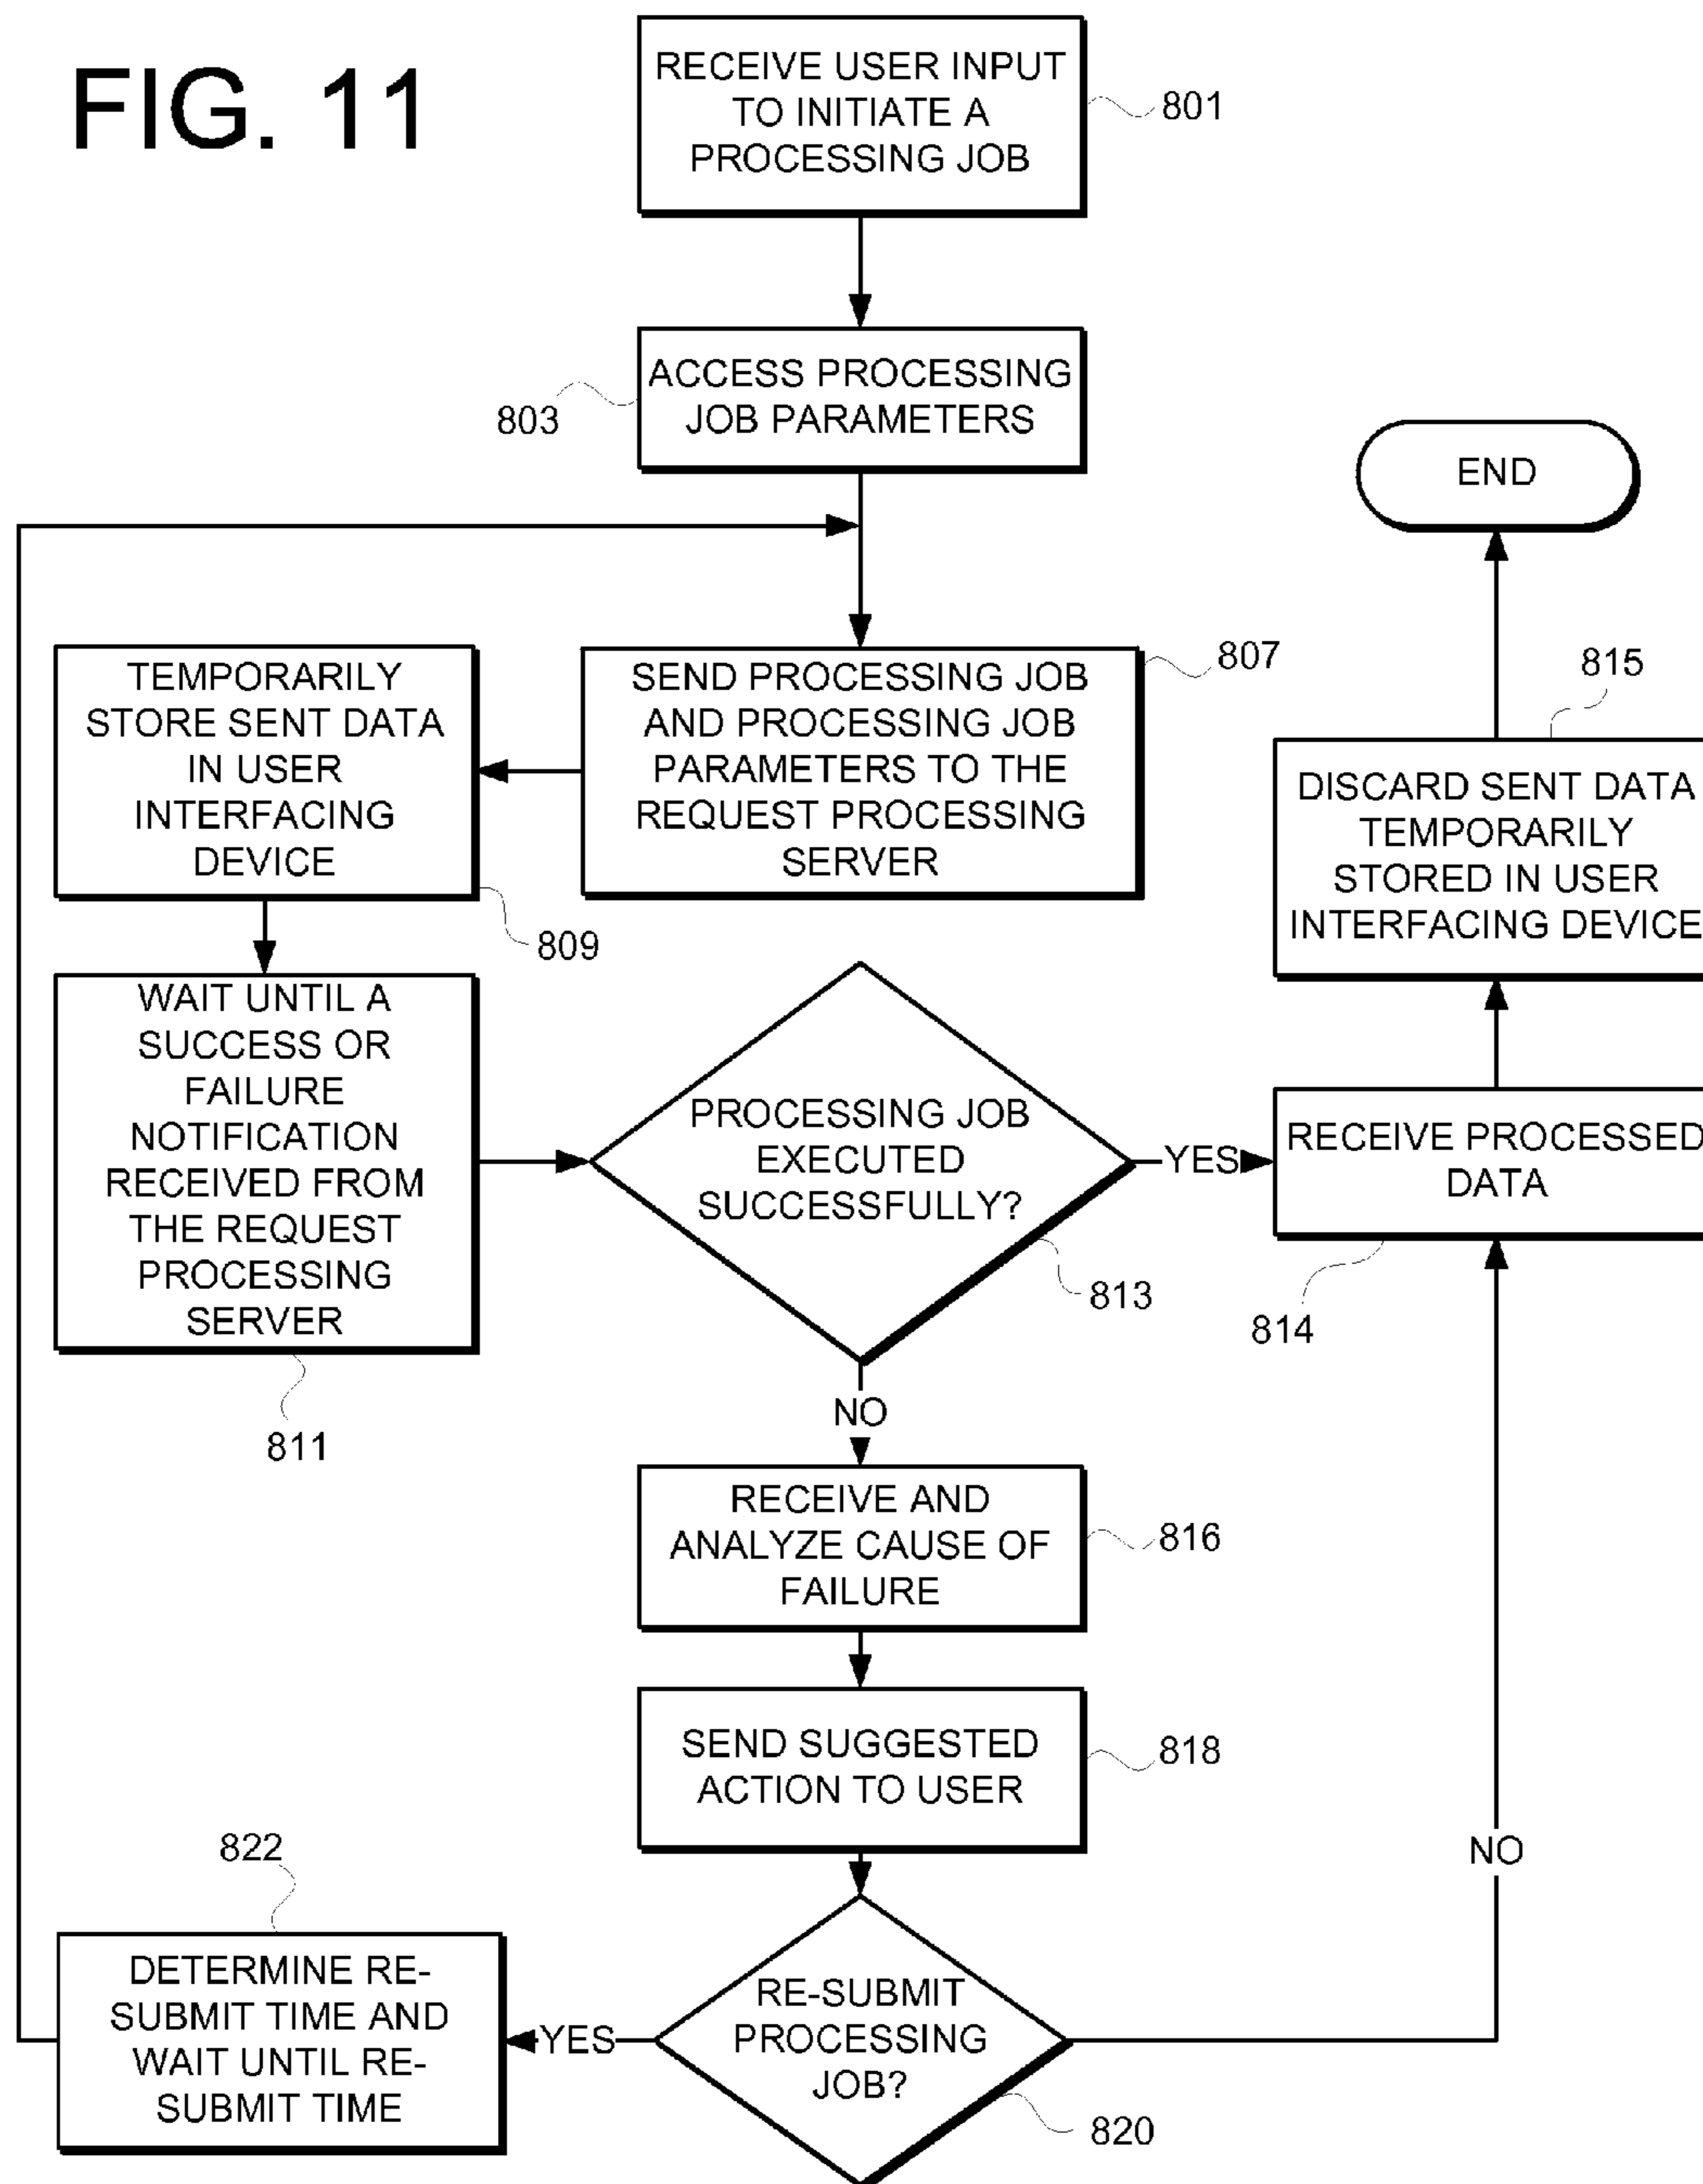 FIG. 11
RECEIVE USER INPUT
TO INITIATE A
PROCESSING JOB
801
ACCESS PROCESSING
JOB PARAMETERS
803
END
TEMPORARILY
STORE SENT DATA
IN USER
INTERFACING
DEVICE
809
SEND PROCESSING JOB
AND PROCESSING JOB
PARAMETERS TO THE
REQUEST PROCESSING
SERVER
807
815
DISCARD SENT DATA
TEMPORARILY
STORED IN USER
INTERFACING DEVICE
WAIT UNTIL A
SUCCESS OR
FAILURE
NOTIFICATION
RECEIVED FROM
THE REQUEST
PROCESSING
SERVER
811
PROCESSING JOB
EXECUTED
SUCCESSFULLY?
813
YES
RECEIVE PROCESSED
DATA
814
NO
RECEIVE AND
ANALYZE CAUSE OF
FAILURE
816
SEND SUGGESTED
ACTION TO USER
818
NO
822
DETERMINE RE-
SUBMIT TIME AND
WAIT UNTIL RE-
SUBMIT TIME
YES
RE-SUBMIT
PROCESSING
JOB?
820